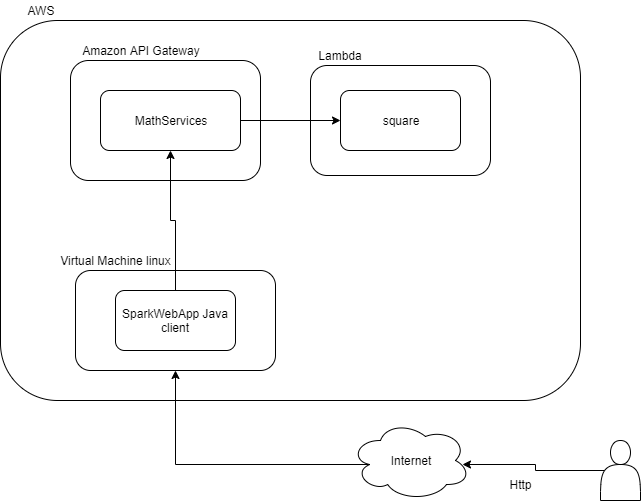 AWS
Amazon API Gateway
Lambda
MathServices
square
Virtual Machine linux
SparkWebApp Java
client
Internet
Http